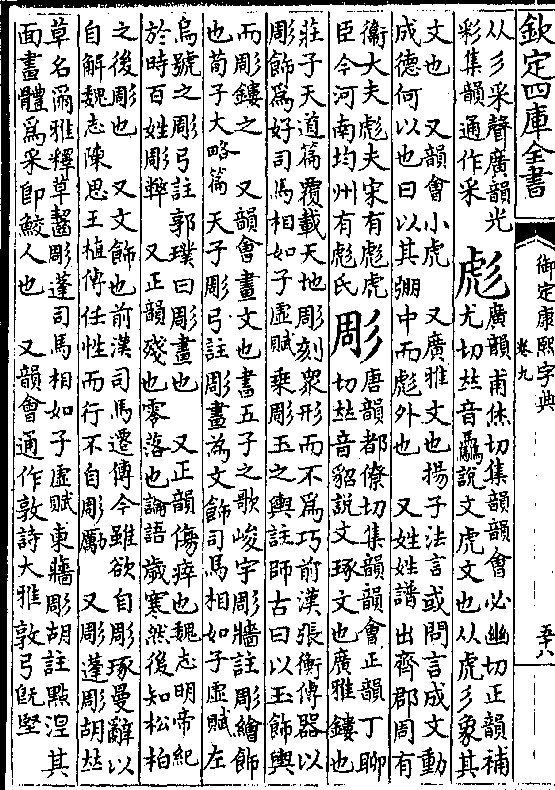 欽定四庫全書
御定康熙字典
卷九
五六
从彡采聲廣韻光
彩集韻通作采
彪
廣韻甫烋切集韻韻會必幽切正韻補
尤切𠀤音驫說文虎文也从虎彡象其
文也　又韻會小虎　又廣雅文也揚子法言或問言成文動
成德何以也曰以其弸中而彪外也　又姓姓譜出齊郡周有
衞大夫彪夫宋有彪虎
臣今河南均州有彪氏
彫
唐韻都僚切集韻韻會正韻丁聊
切𠀤音貂說文琢文也廣雅鏤也
莊子天道篇覆載天地彫刻衆形而不爲巧前漢張衡傳器以
彫飾爲好司馬相如子虛賦乗彫玉之輿註師古曰以玉飾輿
而彫鏤之　又韻會畫文也書五子之歌峻宇彫牆註彫繪飾
也荀子大略篇天子彫弓註彫畫爲文飾司馬相如子虛賦左
烏號之彫弓註郭璞曰彫畫也　又正韻傷瘁也魏志明帝紀
於時百姓彫粹　又正韻殘也零落也論語歲寒然後知松柏
之後彫也　又文飾也前漢司馬遷傳今雖欲自彫琢曼辭以
自解魏志陳思王植傳任性而行不自彫勵　又彫蓬彫胡𠀤
草名爾雅釋草齧彫蓬司馬相如子虛賦東牆彫胡註點涅其
面畫體爲采卽鮫人也　又韻會通作敦詩大雅敦弓旣堅